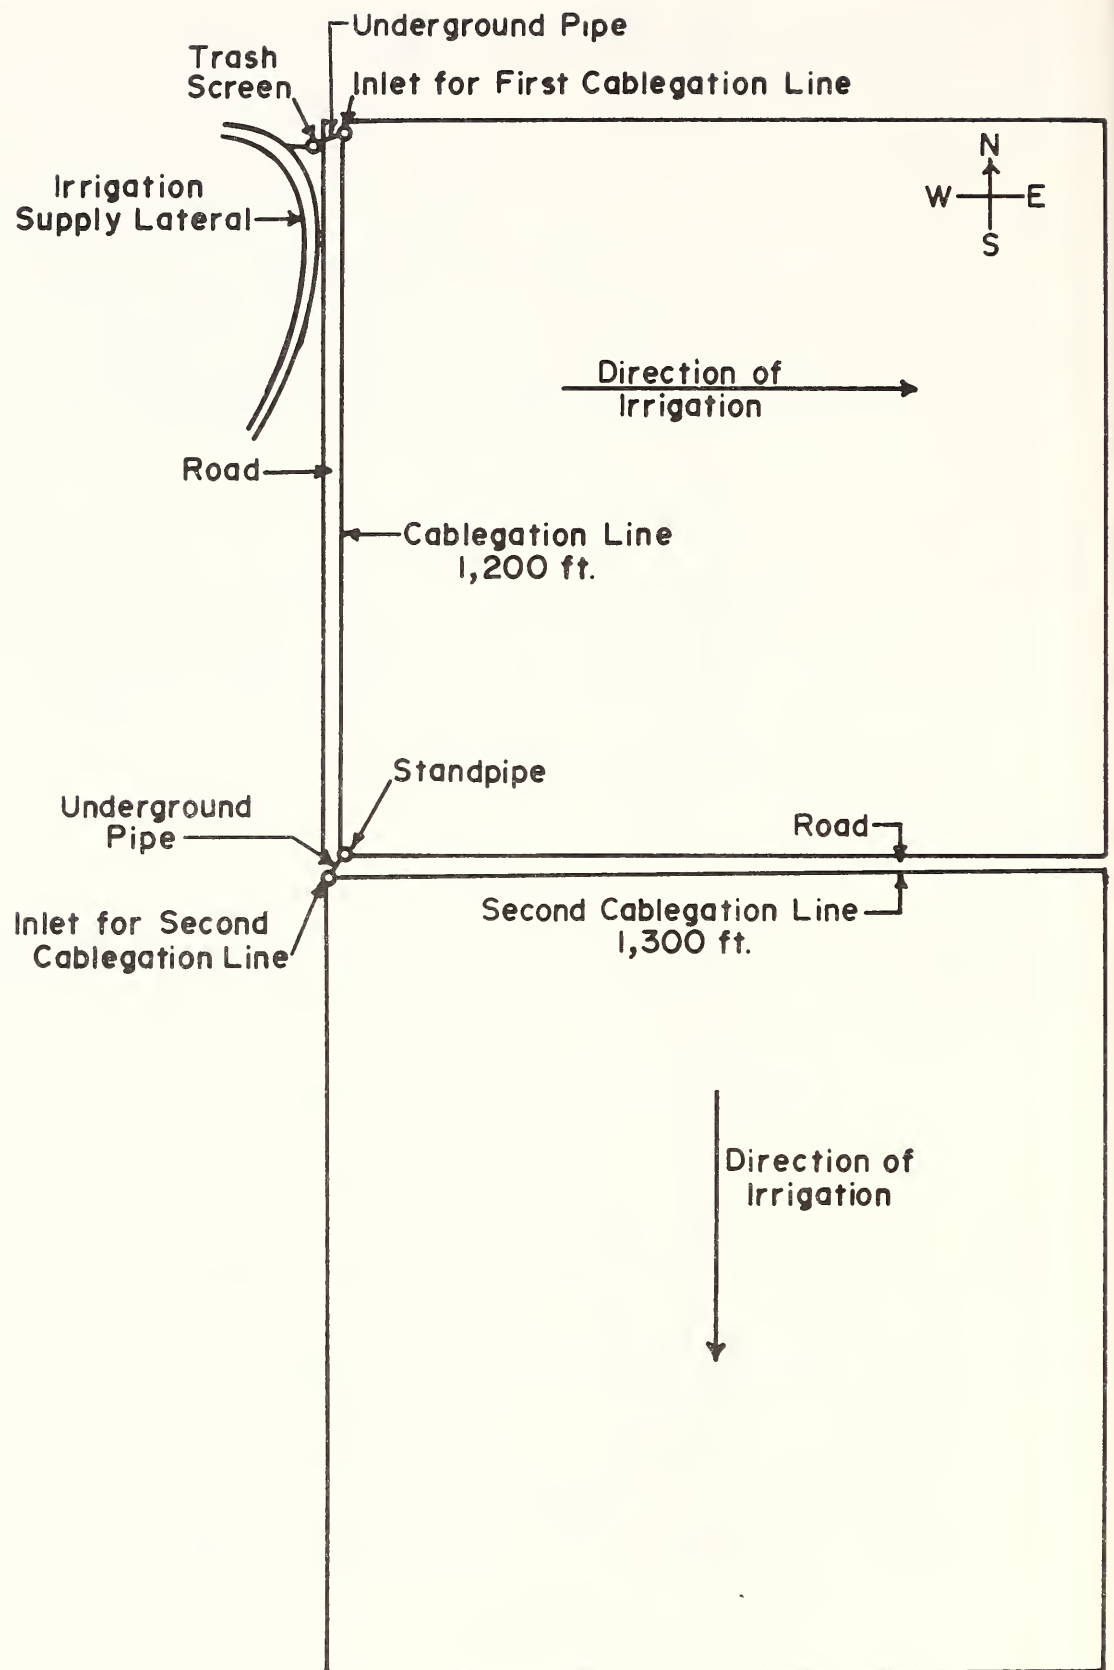 Underground Pipe
Trash
Screen
Inlet for First Cablegation Line
N
W E
S
Irrigation
Supply Lateral
Direction of
Irrigation
Road
Cablegation Line
1,200 ft.
Standpipe
Underground
Pipe
Road
Inlet for Second
Cablegation Line
Second Cablegation Line
1,300 ft.
Direction of
Irrigation